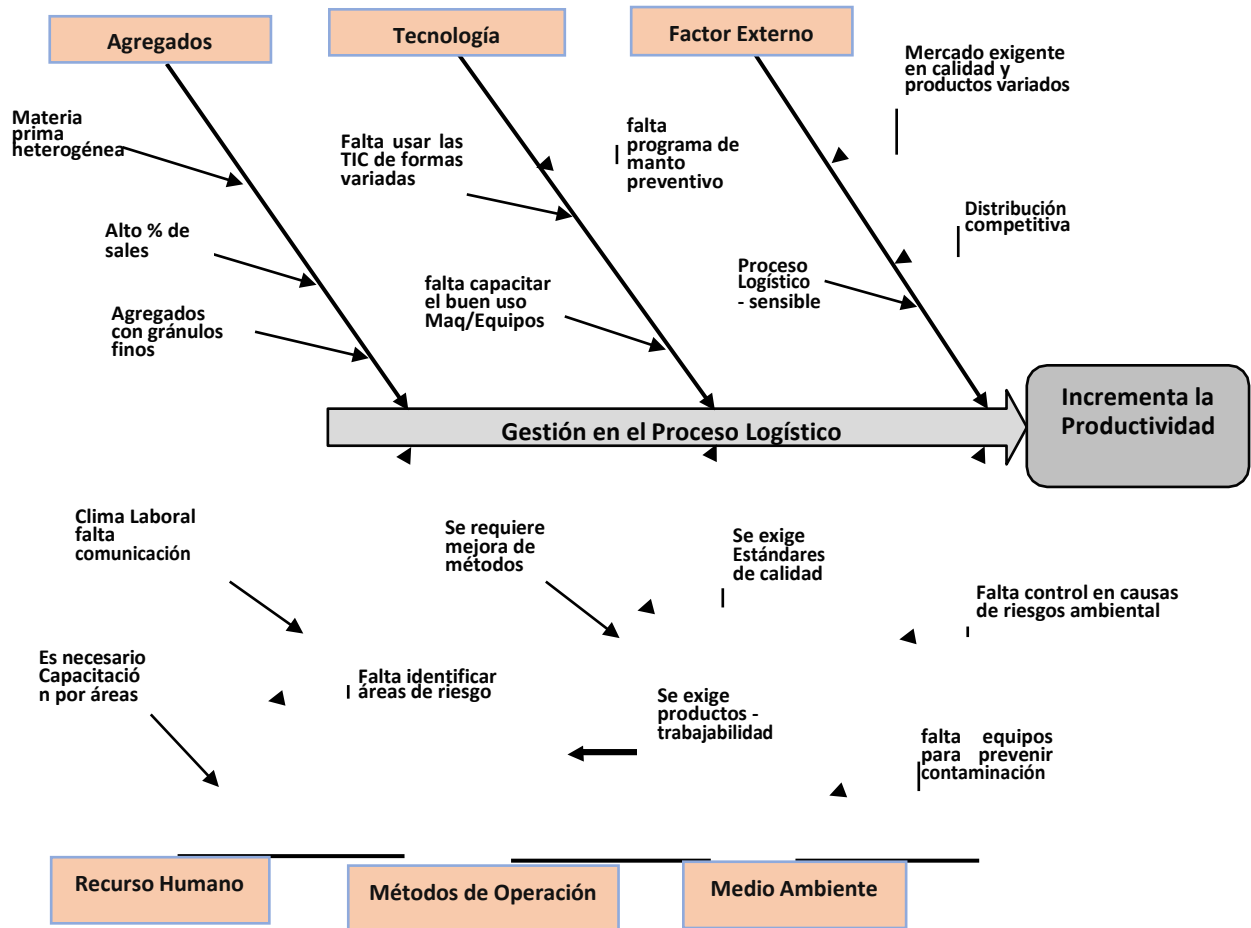 Agregados
Tecnología
Factor Externo
Mercado exigente
en calidad y
productos variados
Materia
prima
heterogénea
Falta usar las
TIC de formas
variadas
falta
programa de
manto
preventivo
Alto % de
sales
Distribución
competitiva
Proceso
Logístico
- sensible
falta capacitar
el buen uso
Maq/Equipos
Agregados
con gránulos
finos
Incrementa la
Productividad
Gestión en el Proceso Logístico
Clima Laboral
falta
comunicación
Se requiere
mejora de
métodos
Se exige
Estándares
de calidad
Falta control en causas
de riesgos ambiental
Es necesario
Capacitació
n por áreas
Falta identificar
áreas de riesgo
Se exige
productos -
trabajabilidad
falta equipos
para prevenir
contaminación
Recurso Humano
Métodos de Operación
Medio Ambiente